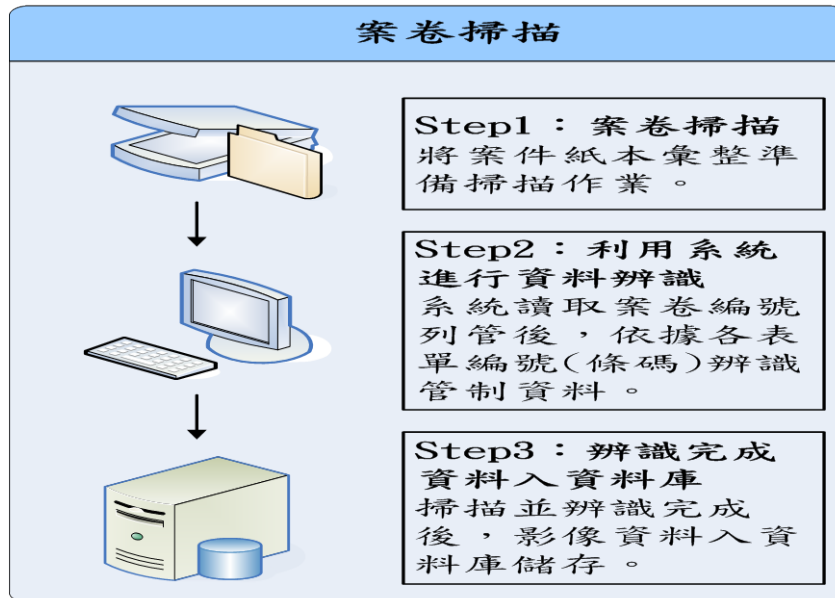 案卷掃描
Step1：案卷掃描
將案件紙本彙整準
備掃描作業。
Step2：利用系統
進行資料辨識
系統讀取案卷編號
列管後，依據各表
單編號(條碼)辨識
管制資料。
Step3：辨識完成
資料入資料庫
掃描並辨識完成
後，影像資料入資
料庫儲存。